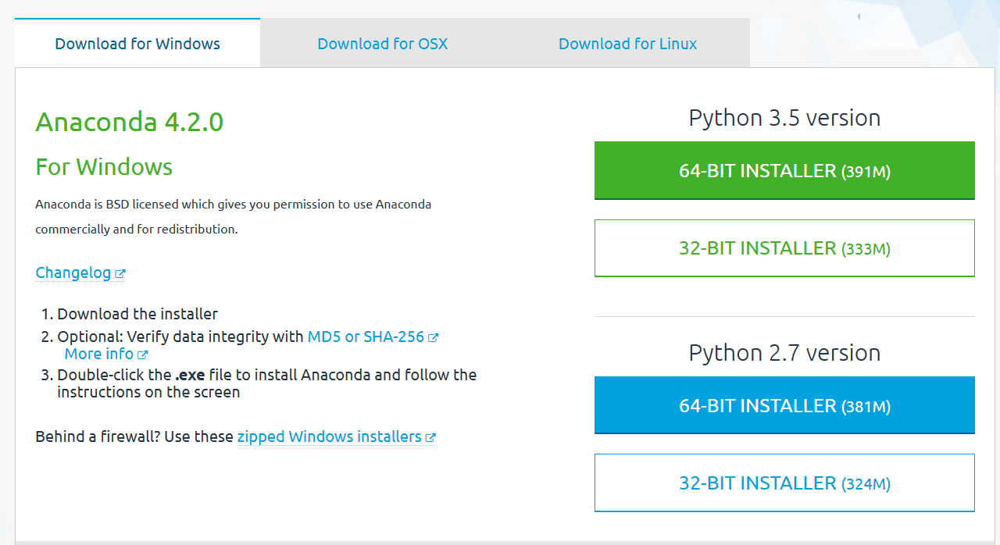 Download for Windows
Download for OSX
Download for Linux
Anaconda 4.2.0
For Windows
Anaconda is BSD licensed which gives you permission to use Anaconda
commercially and for redistribution.
Changelog
1. Download the installer
2. Optional: Verify data integrity with MD5 or SHA-256
More info
3. Double-click the .exe file to install Anaconda and follow the
instructions on the screen
Behind a firewall? Use these zipped Windows installers
Python 3.5 version
64-BIT INSTALLER (391M)
32-BIT INSTALLER (333M)
Python 2.7 version
64-BIT INSTALLER (381M)
32-BIT INSTALLER (324M)